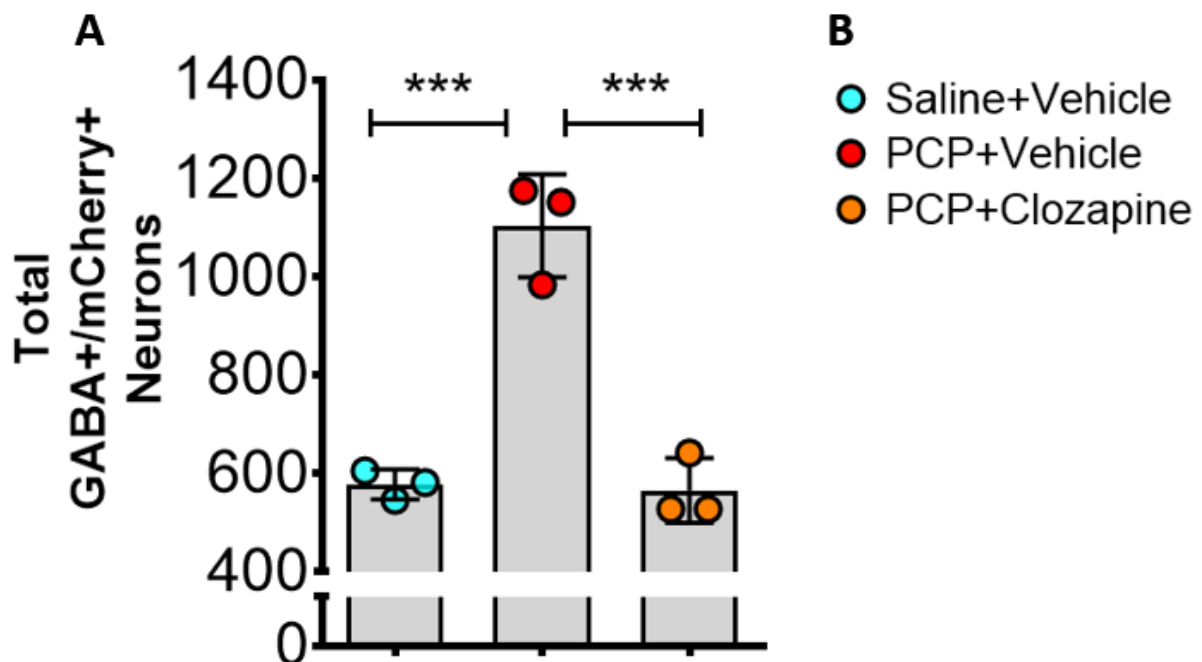 A
B
Total
GABA+/mCherry+
Neurons
1400
1200
1000
800
600
400
0
***
***
Saline+Vehicle
PCP+Vehicle
PCP+Clozapine